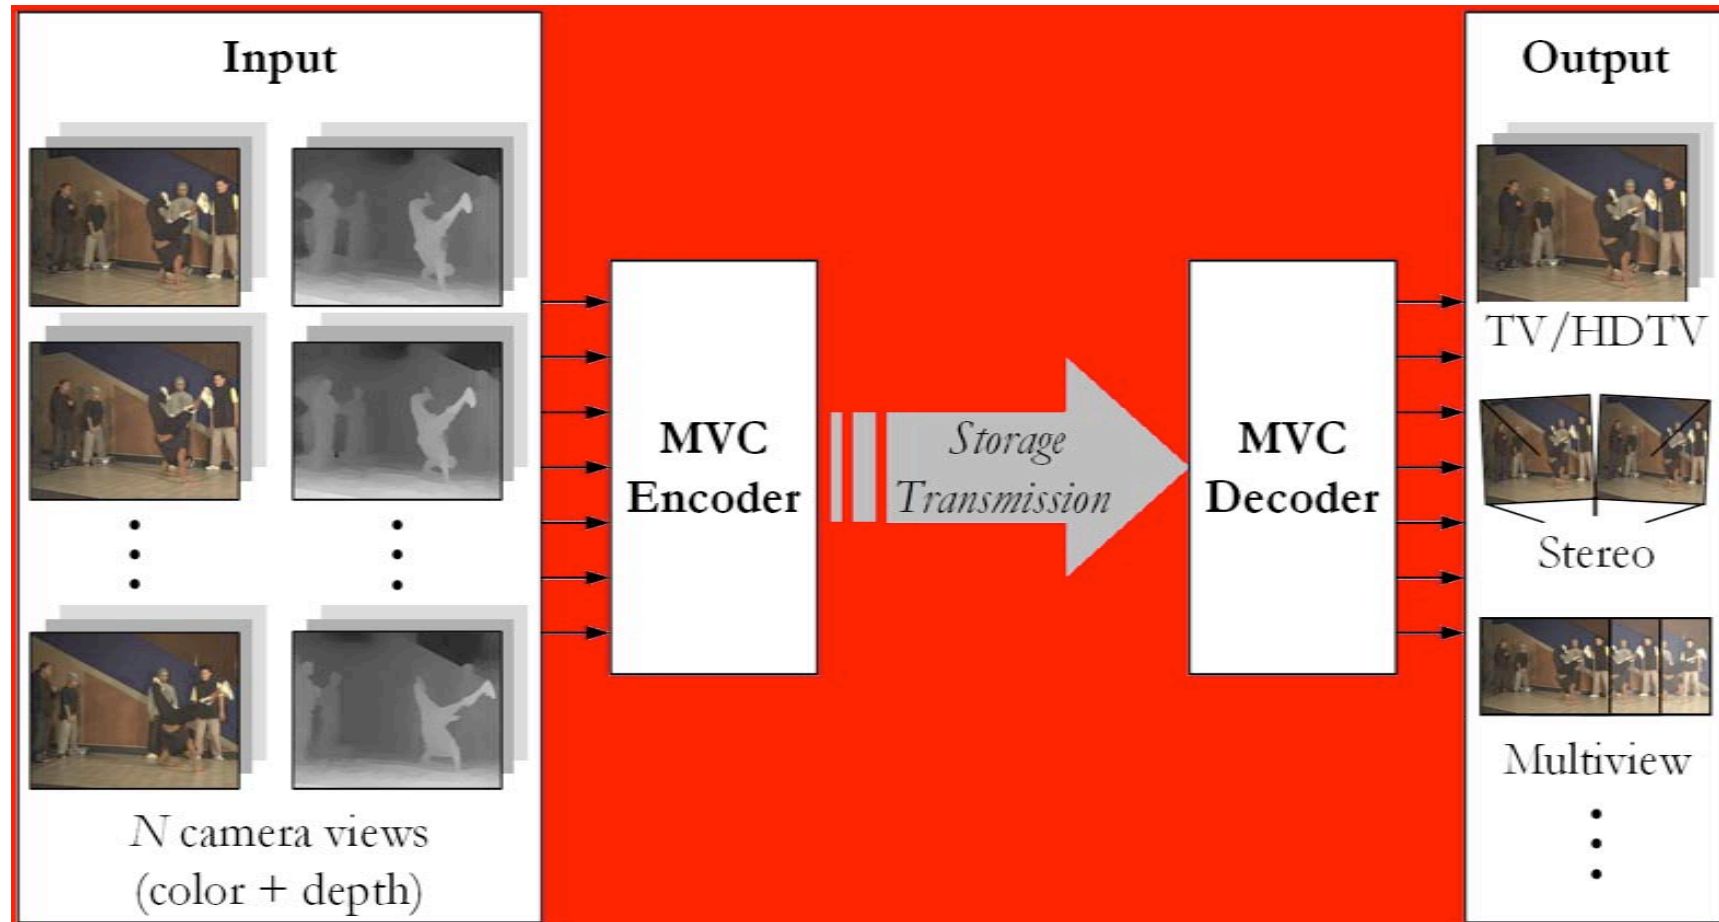 Input
N camera views
(color + depth)
MVC
Encoder
Storage
Transmission
MVC
Decoder
Output
TV/HDTV
Stereo
Multiview